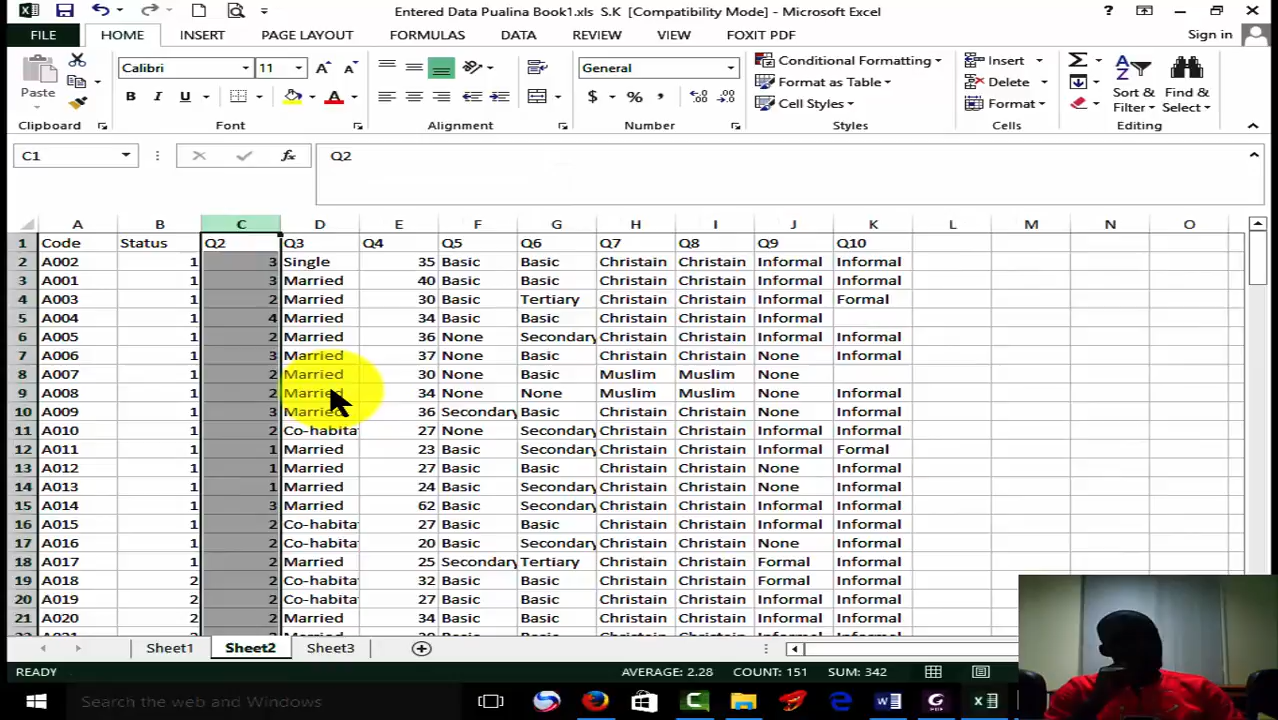 Entered Data Pualina Book1.xls S.K [Compatibility Mode] - Microsoft Excel
FILE HOME INSERT PAGE LAYOUT FORMULAS DATA REVIEW VIEW FOXIT PDF Sign in
Paste Calibri 11 General Conditional Formatting Insert Σ
Format as Table Delete
B I U A $ % , Cell Styles Format Sort & Filter Find & Select
Clipboard Font Alignment Number Styles Cells Editing
C1 fx Q2
A B C D E F G H I J K L M N O
1 Code Status Q2 Q3 Q4 Q5 Q6 Q7 Q8 Q9 Q10
2 A002 1 3 Single 35 Basic Basic Christain Christain Informal Informal
3 A001 1 3 Married 40 Basic Basic Christain Christain Informal Informal
4 A003 1 2 Married 30 Basic Tertiary Christain Christain Informal Formal
5 A004 1 4 Married 34 Basic Basic Christain Christain Informal
6 A005 1 2 Married 36 None Secondary Christain Christain Informal Informal
7 A006 1 3 Married 37 None Basic Christain Christain None Informal
8 A007 1 2 Married 30 None Basic Muslim Muslim None
9 A008 1 2 Married 34 None None Muslim Muslim None Informal
10 A009 1 3 Married 36 Secondary Basic Christain Christain None Informal
11 A010 1 2 Co-habita 27 None Secondary Christain Christain Informal Informal
12 A011 1 1 Married 23 Basic Secondary Christain Christain Informal Formal
13 A012 1 1 Married 27 Basic Basic Christain Christain None Informal
14 A013 1 1 Married 24 Basic Secondary Christain Christain None Informal
15 A014 1 3 Married 62 Basic Secondary Christain Christain Informal Informal
16 A015 1 2 Co-habita 27 Basic Basic Christain Christain Informal Informal
17 A016 1 2 Co-habita 20 Basic Secondary Christain Christain None Informal
18 A017 1 2 Married 25 Secondary Tertiary Christain Christain Formal Informal
19 A018 2 2 Co-habita 32 Basic Basic Christain Christain Formal Informal
20 A019 2 2 Co-habita 27 Basic Basic Christain Christain Informal Informal
21 A020 2 2 Married 34 Basic Basic Christain Christain Informal Informal
Sheet1 Sheet2 Sheet3
READY AVERAGE: 2.28 COUNT: 151 SUM: 342
Search the web and Windows